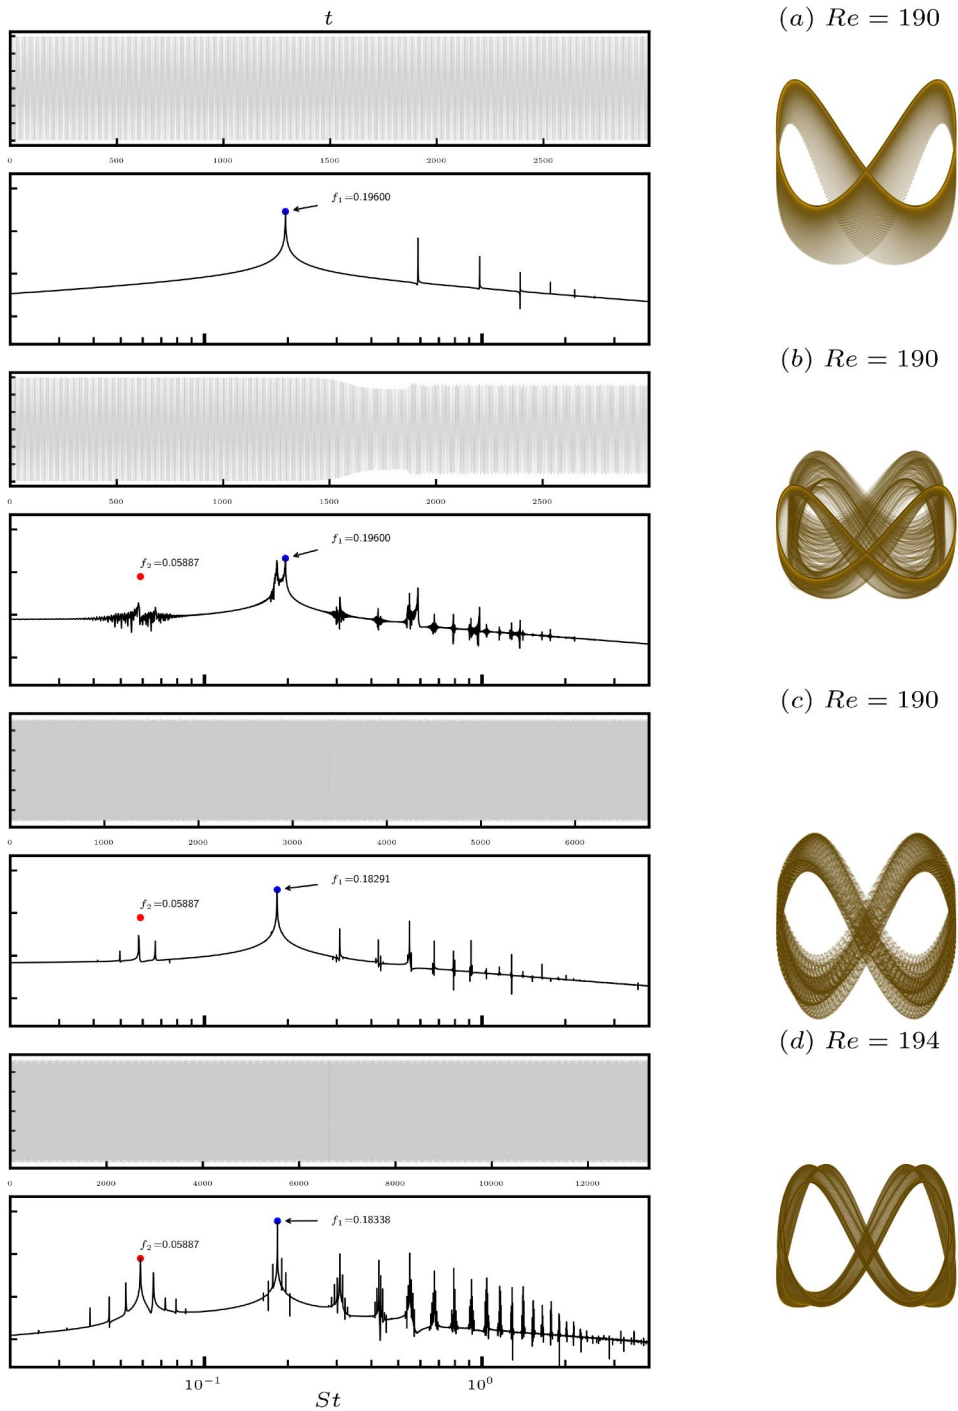 t
(a) Re = 190
0 500 1000 1500 2000 2500
f1=0.19600
(b) Re = 190
0 500 1000 1500 2000 2500
f1=0.19600
f2=0.05887
(c) Re = 190
0 1000 2000 3000 4000 5000 6000
f1=0.18291
f2=0.05887
(d) Re = 194
0 2000 4000 6000 8000 10000 12000
f1=0.18338
f2=0.05887
10⁻¹ 10⁰
St